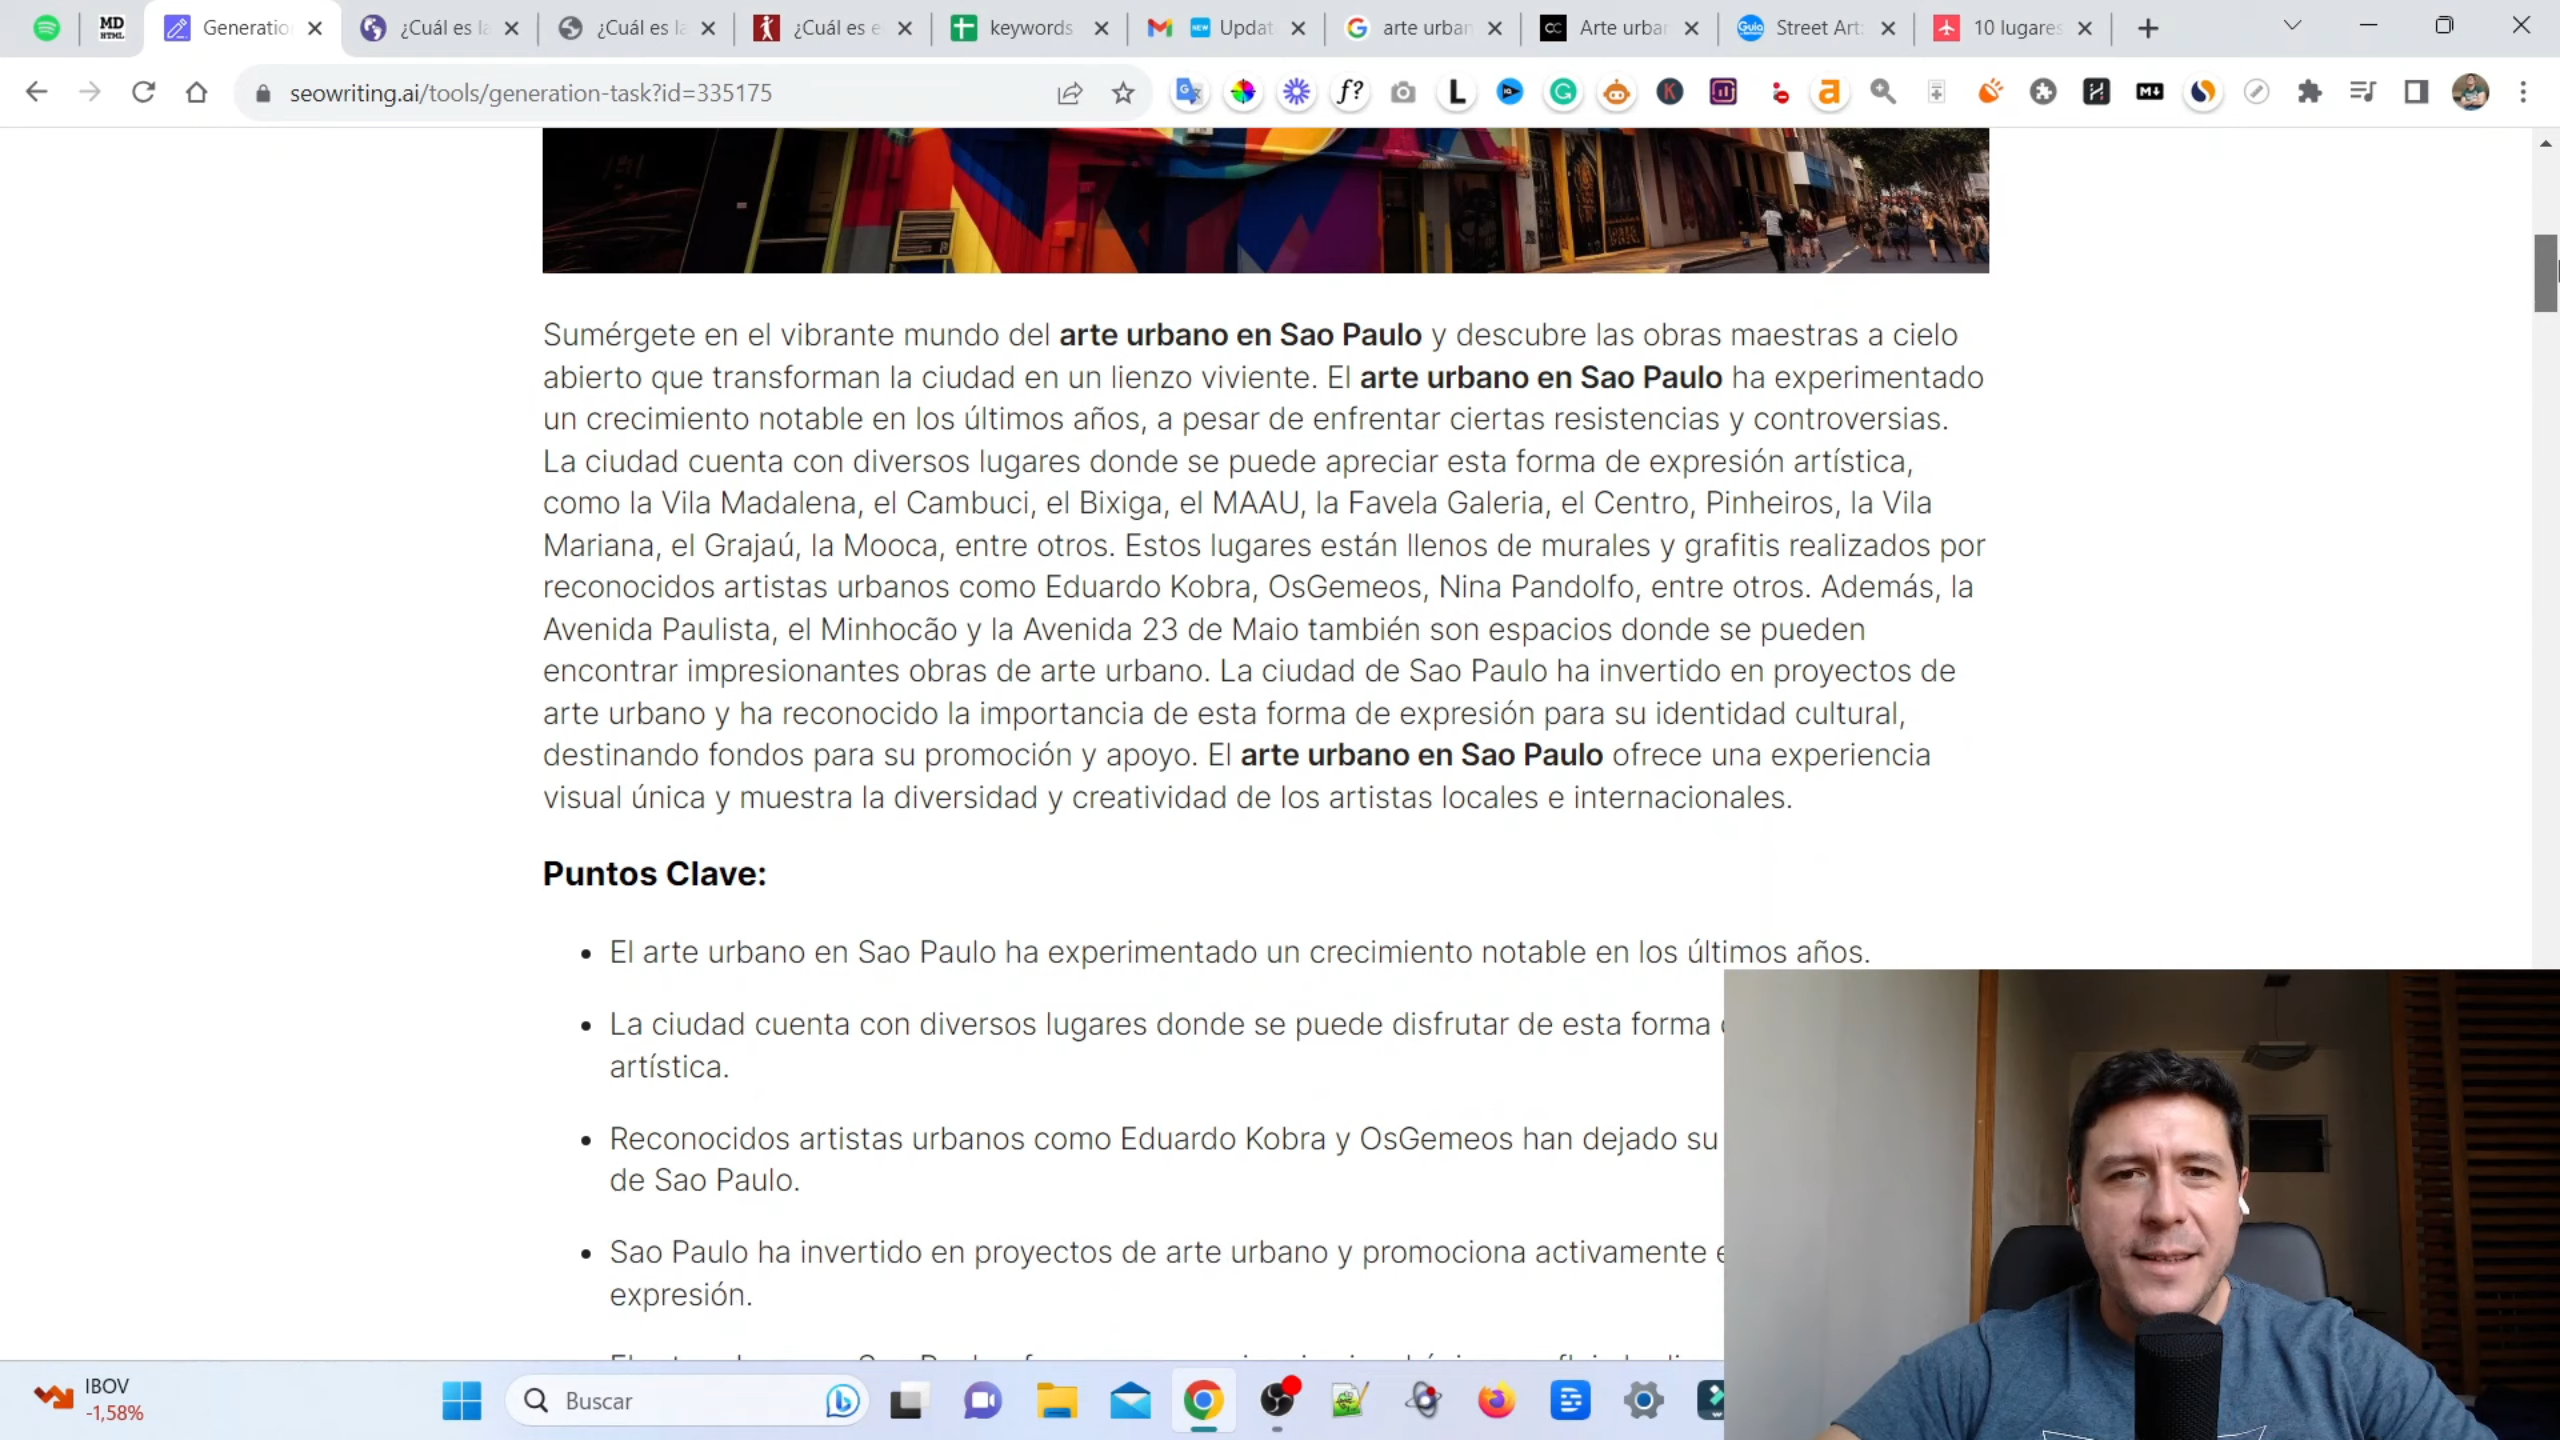 MD
HTML
Generatio
¿Cuál es la
¿Cuál es la
¿Cuál es e
keywords
NEW Updat
arte urban
CC
Arte urbar
Guía
Street Art:
10 lugares
seowriting.ai/tools/generation-task?id=335175
f?
L
K
a
M
Sumérgete en el vibrante mundo del arte urbano en Sao Paulo y descubre las obras maestras a cielo
abierto que transforman la ciudad en un lienzo viviente. El arte urbano en Sao Paulo ha experimentado
un crecimiento notable en los últimos años, a pesar de enfrentar ciertas resistencias y controversias.
La ciudad cuenta con diversos lugares donde se puede apreciar esta forma de expresión artística,
como la Vila Madalena, el Cambuci, el Bixiga, el MAAU, la Favela Galeria, el Centro, Pinheiros, la Vila
Mariana, el Grajaú, la Mooca, entre otros. Estos lugares están llenos de murales y grafitis realizados por
reconocidos artistas urbanos como Eduardo Kobra, OsGemeos, Nina Pandolfo, entre otros. Además, la
Avenida Paulista, el Minhocão y la Avenida 23 de Maio también son espacios donde se pueden
encontrar impresionantes obras de arte urbano. La ciudad de Sao Paulo ha invertido en proyectos de
arte urbano y ha reconocido la importancia de esta forma de expresión para su identidad cultural,
destinando fondos para su promoción y apoyo. El arte urbano en Sao Paulo ofrece una experiencia
visual única y muestra la diversidad y creatividad de los artistas locales e internacionales.
Puntos Clave:
El arte urbano en Sao Paulo ha experimentado un crecimiento notable en los últimos años.
La ciudad cuenta con diversos lugares donde se puede disfrutar de esta forma
artística.
Reconocidos artistas urbanos como Eduardo Kobra y OsGemeos han dejado su
de Sao Paulo.
Sao Paulo ha invertido en proyectos de arte urbano y promociona activamente
expresión.
IBOV
-1,58%
Buscar